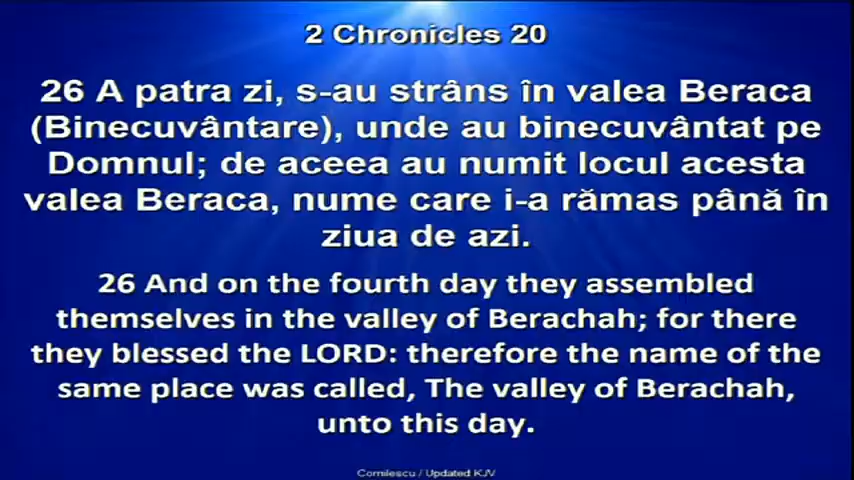 2 Chronicles 20
26 A patra zi, s-au strâns în valea Beraca
(Binecuvântare), unde au binecuvântat pe
Domnul; de aceea au numit locul acesta
valea Beraca, nume care i-a rămas până în
ziua de azi.
26 And on the fourth day they assembled
themselves in the valley of Berachah; for there
they blessed the LORD: therefore the name of the
same place was called, The valley of Berachah,
unto this day.
Cornilescu / Updated KJV